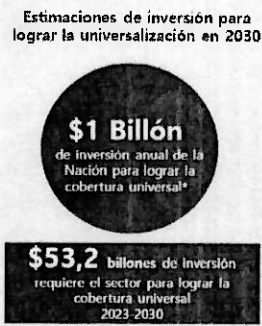 Estimaciones de inversión para
lograr la universalización en 2030
$1 Billón
de inversión anual de la
Nación para lograr la
cobertura universal*
$53,2 billones de inversión
requiere el sector para lograr la
cobertura universal
2023-2030